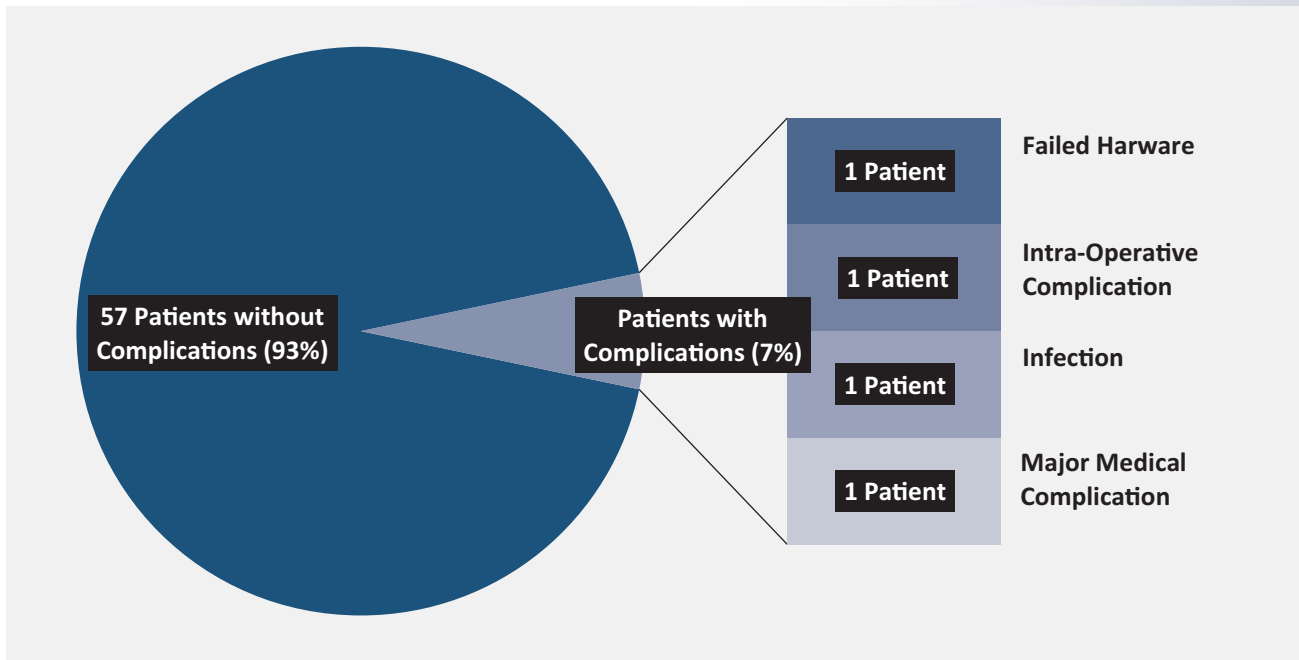 57 Patients without
Complications (93%)
Patients with
Complications (7%)
1 Patient
Failed Harware
1 Patient
Intra-Operative
Complication
1 Patient
Infection
1 Patient
Major Medical
Complication